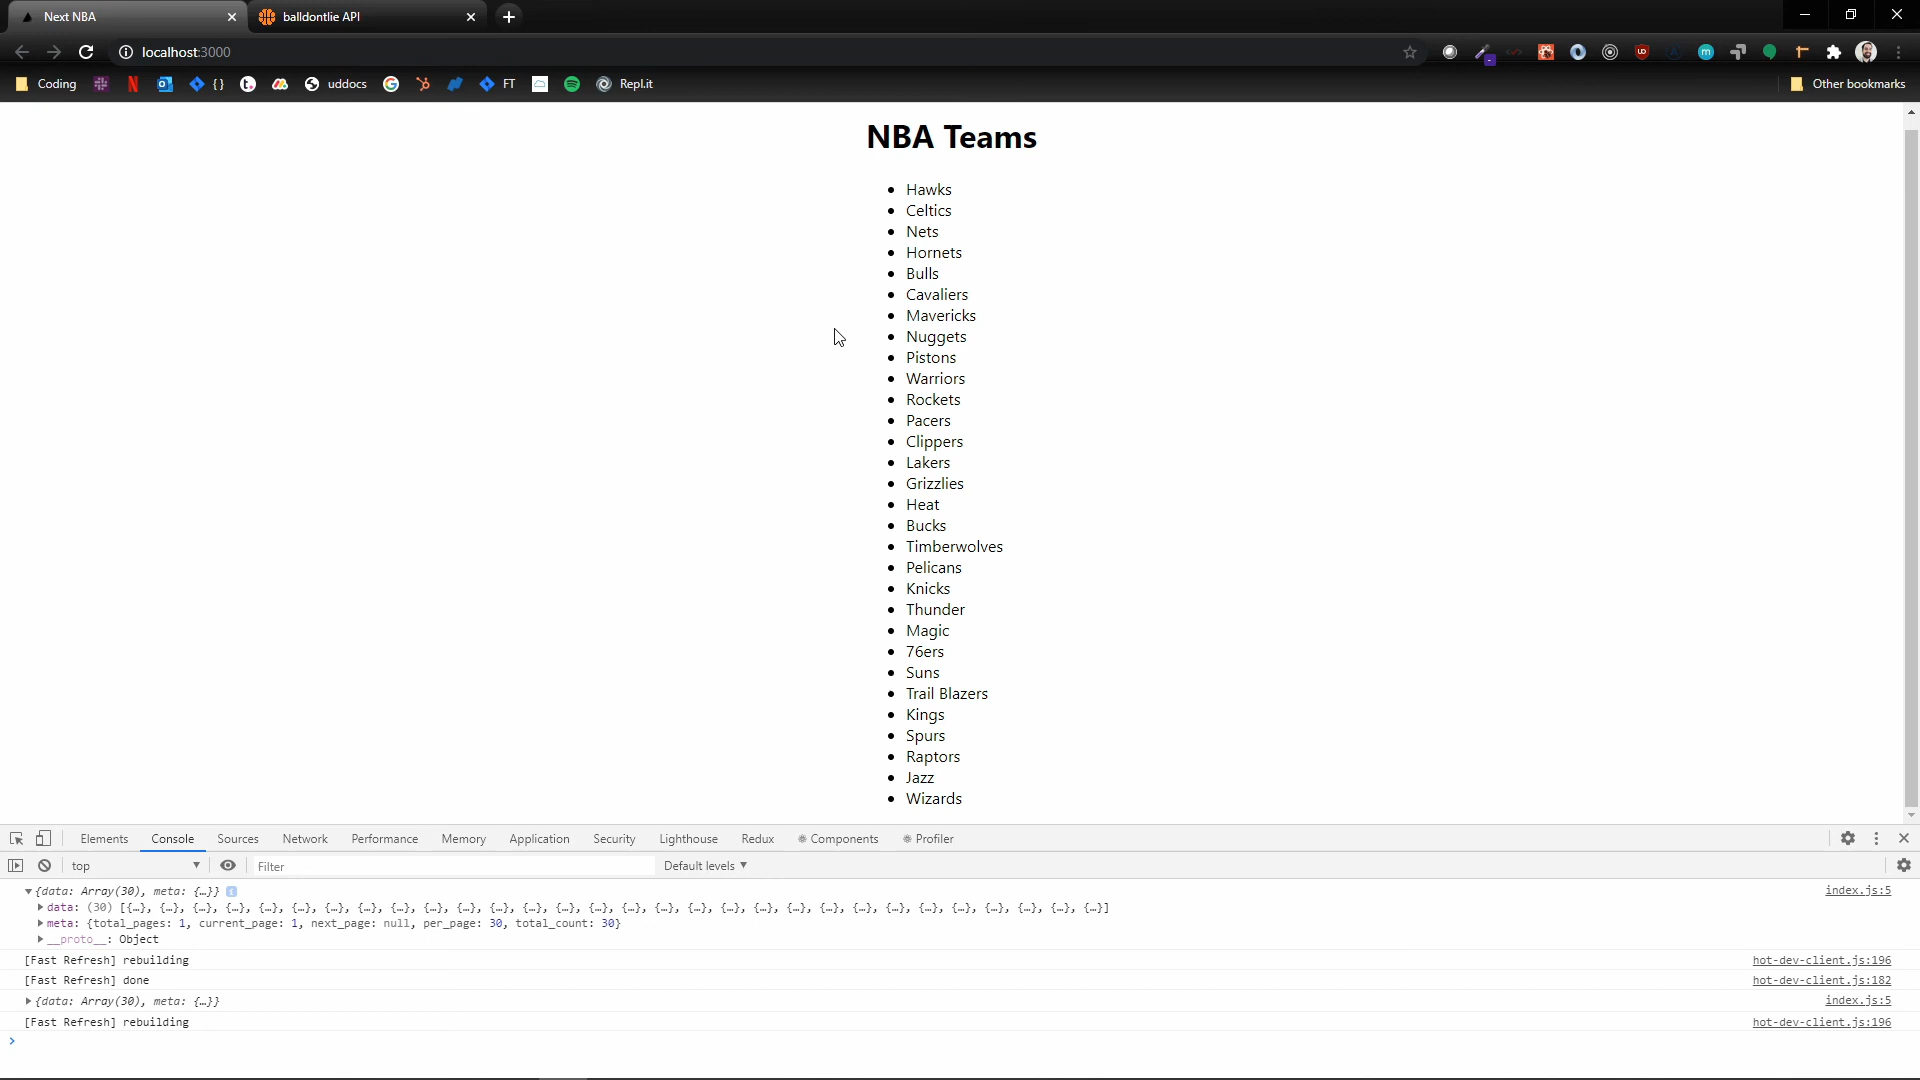 Next NBA
balldontlie API
localhost:3000
Coding
{ }
uddocs
FT
Repl.it
Other bookmarks
NBA Teams
Hawks
Celtics
Nets
Hornets
Bulls
Cavaliers
Mavericks
Nuggets
Pistons
Warriors
Rockets
Pacers
Clippers
Lakers
Grizzlies
Heat
Bucks
Timberwolves
Pelicans
Knicks
Thunder
Magic
76ers
Suns
Trail Blazers
Kings
Spurs
Raptors
Jazz
Wizards
Elements Console Sources Network Performance Memory Application Security Lighthouse Redux Components Profiler
top Filter Default levels
{data: Array(30), meta: {…}} index.js:5
data: (30) [{…}, {…}, {…}, {…}, {…}, {…}, {…}, {…}, {…}, {…}, {…}, {…}, {…}, {…}, {…}, {…}, {…}, {…}, {…}, {…}, {…}, {…}, {…}, {…}, {…}, {…}, {…}, {…}, {…}, {…}]
meta: {total_pages: 1, current_page: 1, next_page: null, per_page: 30, total_count: 30}
__proto__: Object
[Fast Refresh] rebuilding hot-dev-client.js:196
[Fast Refresh] done hot-dev-client.js:182
{data: Array(30), meta: {…}} index.js:5
[Fast Refresh] rebuilding hot-dev-client.js:196